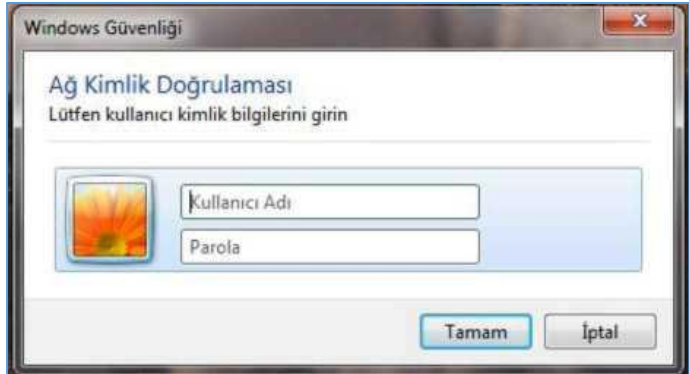 Windows Güvenliği
Ağ Kimlik Doğrulaması
Lütfen kullanıcı kimlik bilgilerini girin
Kullanıcı Adı
Parola
Tamam
İptal